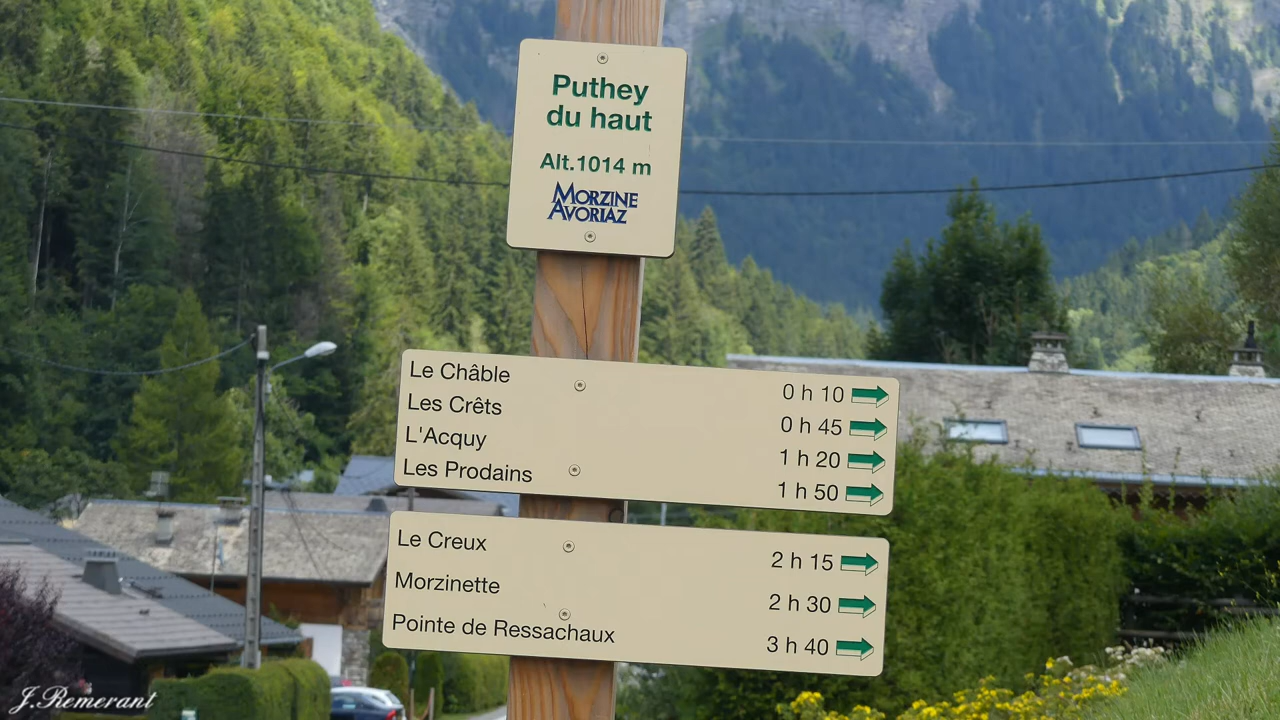 Puthey
du haut
Alt.1014 m
MORZINE
AVORIAZ
Le Châble 0 h 10
Les Crêts 0 h 45
L'Acquy 1 h 20
Les Prodains 1 h 50
Le Creux 2 h 15
Morzinette 2 h 30
Pointe de Ressachaux 3 h 40
J.Remerant